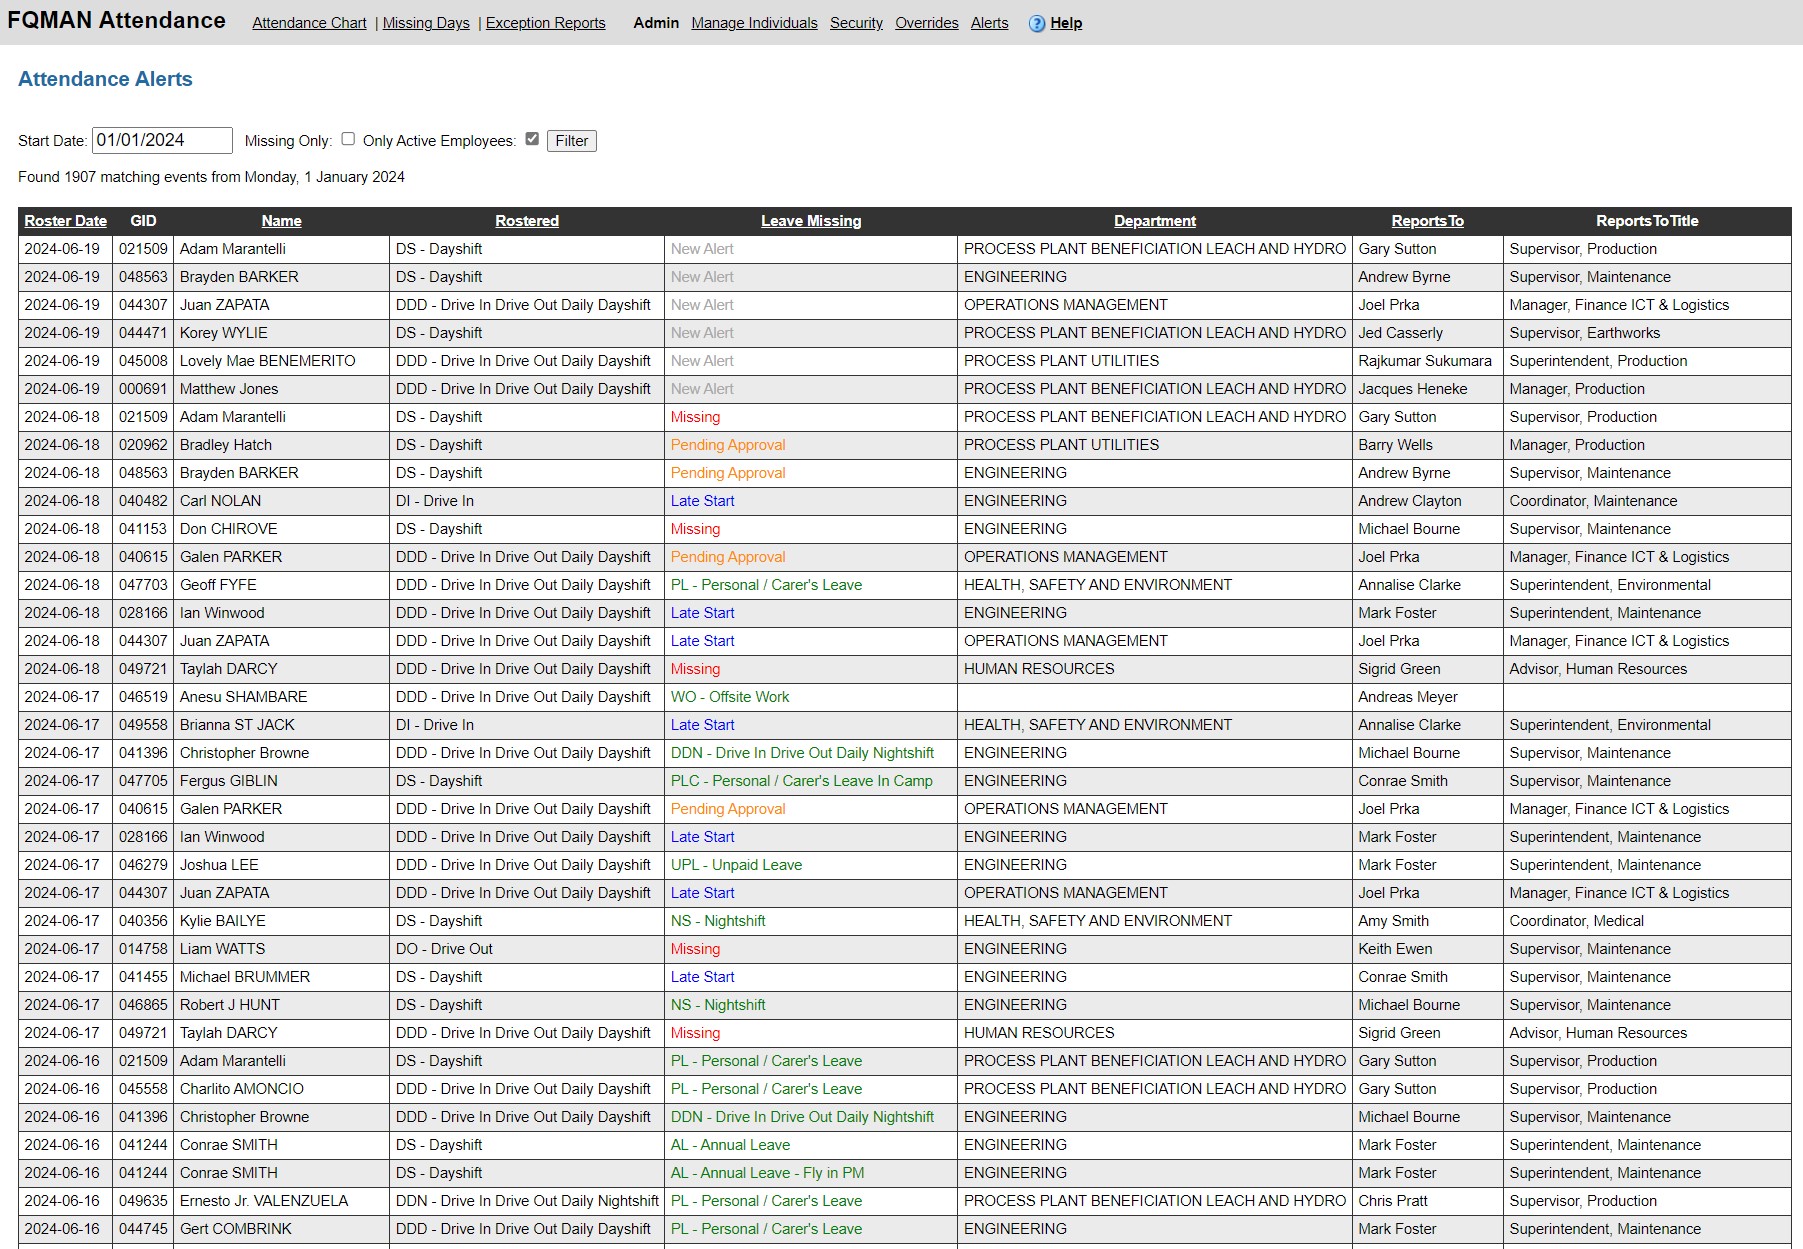 FQMAN Attendance Attendance Chart | Missing Days | Exception Reports Admin Manage Individuals Security Overrides Alerts ? Help
Attendance Alerts
Start Date: 01/01/2024 Missing Only: Only Active Employees: Filter
Found 1907 matching events from Monday, 1 January 2024
Roster Date GID Name Rostered Leave Missing Department ReportsTo ReportsToTitle
2024-06-19 021509 Adam Marantelli DS - Dayshift New Alert PROCESS PLANT BENEFICIATION LEACH AND HYDRO Gary Sutton Supervisor, Production
2024-06-19 048563 Brayden BARKER DS - Dayshift New Alert ENGINEERING Andrew Byrne Supervisor, Maintenance
2024-06-19 044307 Juan ZAPATA DDD - Drive In Drive Out Daily Dayshift New Alert OPERATIONS MANAGEMENT Joel Prka Manager, Finance ICT & Logistics
2024-06-19 044471 Korey WYLIE DS - Dayshift New Alert PROCESS PLANT BENEFICIATION LEACH AND HYDRO Jed Casserly Supervisor, Earthworks
2024-06-19 045008 Lovely Mae BENEMERITO DDD - Drive In Drive Out Daily Dayshift New Alert PROCESS PLANT UTILITIES Rajkumar Sukumara Superintendent, Production
2024-06-19 000691 Matthew Jones DDD - Drive In Drive Out Daily Dayshift New Alert PROCESS PLANT BENEFICIATION LEACH AND HYDRO Jacques Heneke Manager, Production
2024-06-18 021509 Adam Marantelli DS - Dayshift Missing PROCESS PLANT BENEFICIATION LEACH AND HYDRO Gary Sutton Supervisor, Production
2024-06-18 020962 Bradley Hatch DS - Dayshift Pending Approval PROCESS PLANT UTILITIES Barry Wells Manager, Production
2024-06-18 048563 Brayden BARKER DS - Dayshift Pending Approval ENGINEERING Andrew Byrne Supervisor, Maintenance
2024-06-18 040482 Carl NOLAN DI - Drive In Late Start ENGINEERING Andrew Clayton Coordinator, Maintenance
2024-06-18 041153 Don CHIROVE DS - Dayshift Missing ENGINEERING Michael Bourne Supervisor, Maintenance
2024-06-18 040615 Galen PARKER DDD - Drive In Drive Out Daily Dayshift Pending Approval OPERATIONS MANAGEMENT Joel Prka Manager, Finance ICT & Logistics
2024-06-18 047703 Geoff FYFE DDD - Drive In Drive Out Daily Dayshift PL - Personal / Carer's Leave HEALTH, SAFETY AND ENVIRONMENT Annalise Clarke Superintendent, Environmental
2024-06-18 028166 Ian Winwood DDD - Drive In Drive Out Daily Dayshift Late Start ENGINEERING Mark Foster Superintendent, Maintenance
2024-06-18 044307 Juan ZAPATA DDD - Drive In Drive Out Daily Dayshift Late Start OPERATIONS MANAGEMENT Joel Prka Manager, Finance ICT & Logistics
2024-06-18 049721 Taylah DARCY DDD - Drive In Drive Out Daily Dayshift Missing HUMAN RESOURCES Sigrid Green Advisor, Human Resources
2024-06-17 046519 Anesu SHAMBARE DDD - Drive In Drive Out Daily Dayshift WO - Offsite Work Andreas Meyer
2024-06-17 049558 Brianna ST JACK DI - Drive In Late Start HEALTH, SAFETY AND ENVIRONMENT Annalise Clarke Superintendent, Environmental
2024-06-17 041396 Christopher Browne DDD - Drive In Drive Out Daily Dayshift DDN - Drive In Drive Out Daily Nightshift ENGINEERING Michael Bourne Supervisor, Maintenance
2024-06-17 047705 Fergus GIBLIN DS - Dayshift PLC - Personal / Carer's Leave In Camp ENGINEERING Conrae Smith Supervisor, Maintenance
2024-06-17 040615 Galen PARKER DDD - Drive In Drive Out Daily Dayshift Pending Approval OPERATIONS MANAGEMENT Joel Prka Manager, Finance ICT & Logistics
2024-06-17 028166 Ian Winwood DDD - Drive In Drive Out Daily Dayshift Late Start ENGINEERING Mark Foster Superintendent, Maintenance
2024-06-17 046279 Joshua LEE DDD - Drive In Drive Out Daily Dayshift UPL - Unpaid Leave ENGINEERING Mark Foster Superintendent, Maintenance
2024-06-17 044307 Juan ZAPATA DDD - Drive In Drive Out Daily Dayshift Late Start OPERATIONS MANAGEMENT Joel Prka Manager, Finance ICT & Logistics
2024-06-17 040356 Kylie BAILYE DS - Dayshift NS - Nightshift HEALTH, SAFETY AND ENVIRONMENT Amy Smith Coordinator, Medical
2024-06-17 014758 Liam WATTS DO - Drive Out Missing ENGINEERING Keith Ewen Supervisor, Maintenance
2024-06-17 041455 Michael BRUMMER DS - Dayshift Late Start ENGINEERING Conrae Smith Supervisor, Maintenance
2024-06-17 046865 Robert J HUNT DS - Dayshift NS - Nightshift ENGINEERING Michael Bourne Supervisor, Maintenance
2024-06-17 049721 Taylah DARCY DDD - Drive In Drive Out Daily Dayshift Missing HUMAN RESOURCES Sigrid Green Advisor, Human Resources
2024-06-16 021509 Adam Marantelli DS - Dayshift PL - Personal / Carer's Leave PROCESS PLANT BENEFICIATION LEACH AND HYDRO Gary Sutton Supervisor, Production
2024-06-16 045558 Charlito AMONCIO DDD - Drive In Drive Out Daily Dayshift PL - Personal / Carer's Leave PROCESS PLANT BENEFICIATION LEACH AND HYDRO Gary Sutton Supervisor, Production
2024-06-16 041396 Christopher Browne DDD - Drive In Drive Out Daily Dayshift DDN - Drive In Drive Out Daily Nightshift ENGINEERING Michael Bourne Supervisor, Maintenance
2024-06-16 041244 Conrae SMITH DS - Dayshift AL - Annual Leave ENGINEERING Mark Foster Superintendent, Maintenance
2024-06-16 041244 Conrae SMITH DS - Dayshift AL - Annual Leave - Fly in PM ENGINEERING Mark Foster Superintendent, Maintenance
2024-06-16 049635 Ernesto Jr. VALENZUELA DDN - Drive In Drive Out Daily Nightshift PL - Personal / Carer's Leave PROCESS PLANT BENEFICIATION LEACH AND HYDRO Chris Pratt Supervisor, Production
2024-06-16 044745 Gert COMBRINK DDD - Drive In Drive Out Daily Dayshift PL - Personal / Carer's Leave ENGINEERING Mark Foster Superintendent, Maintenance